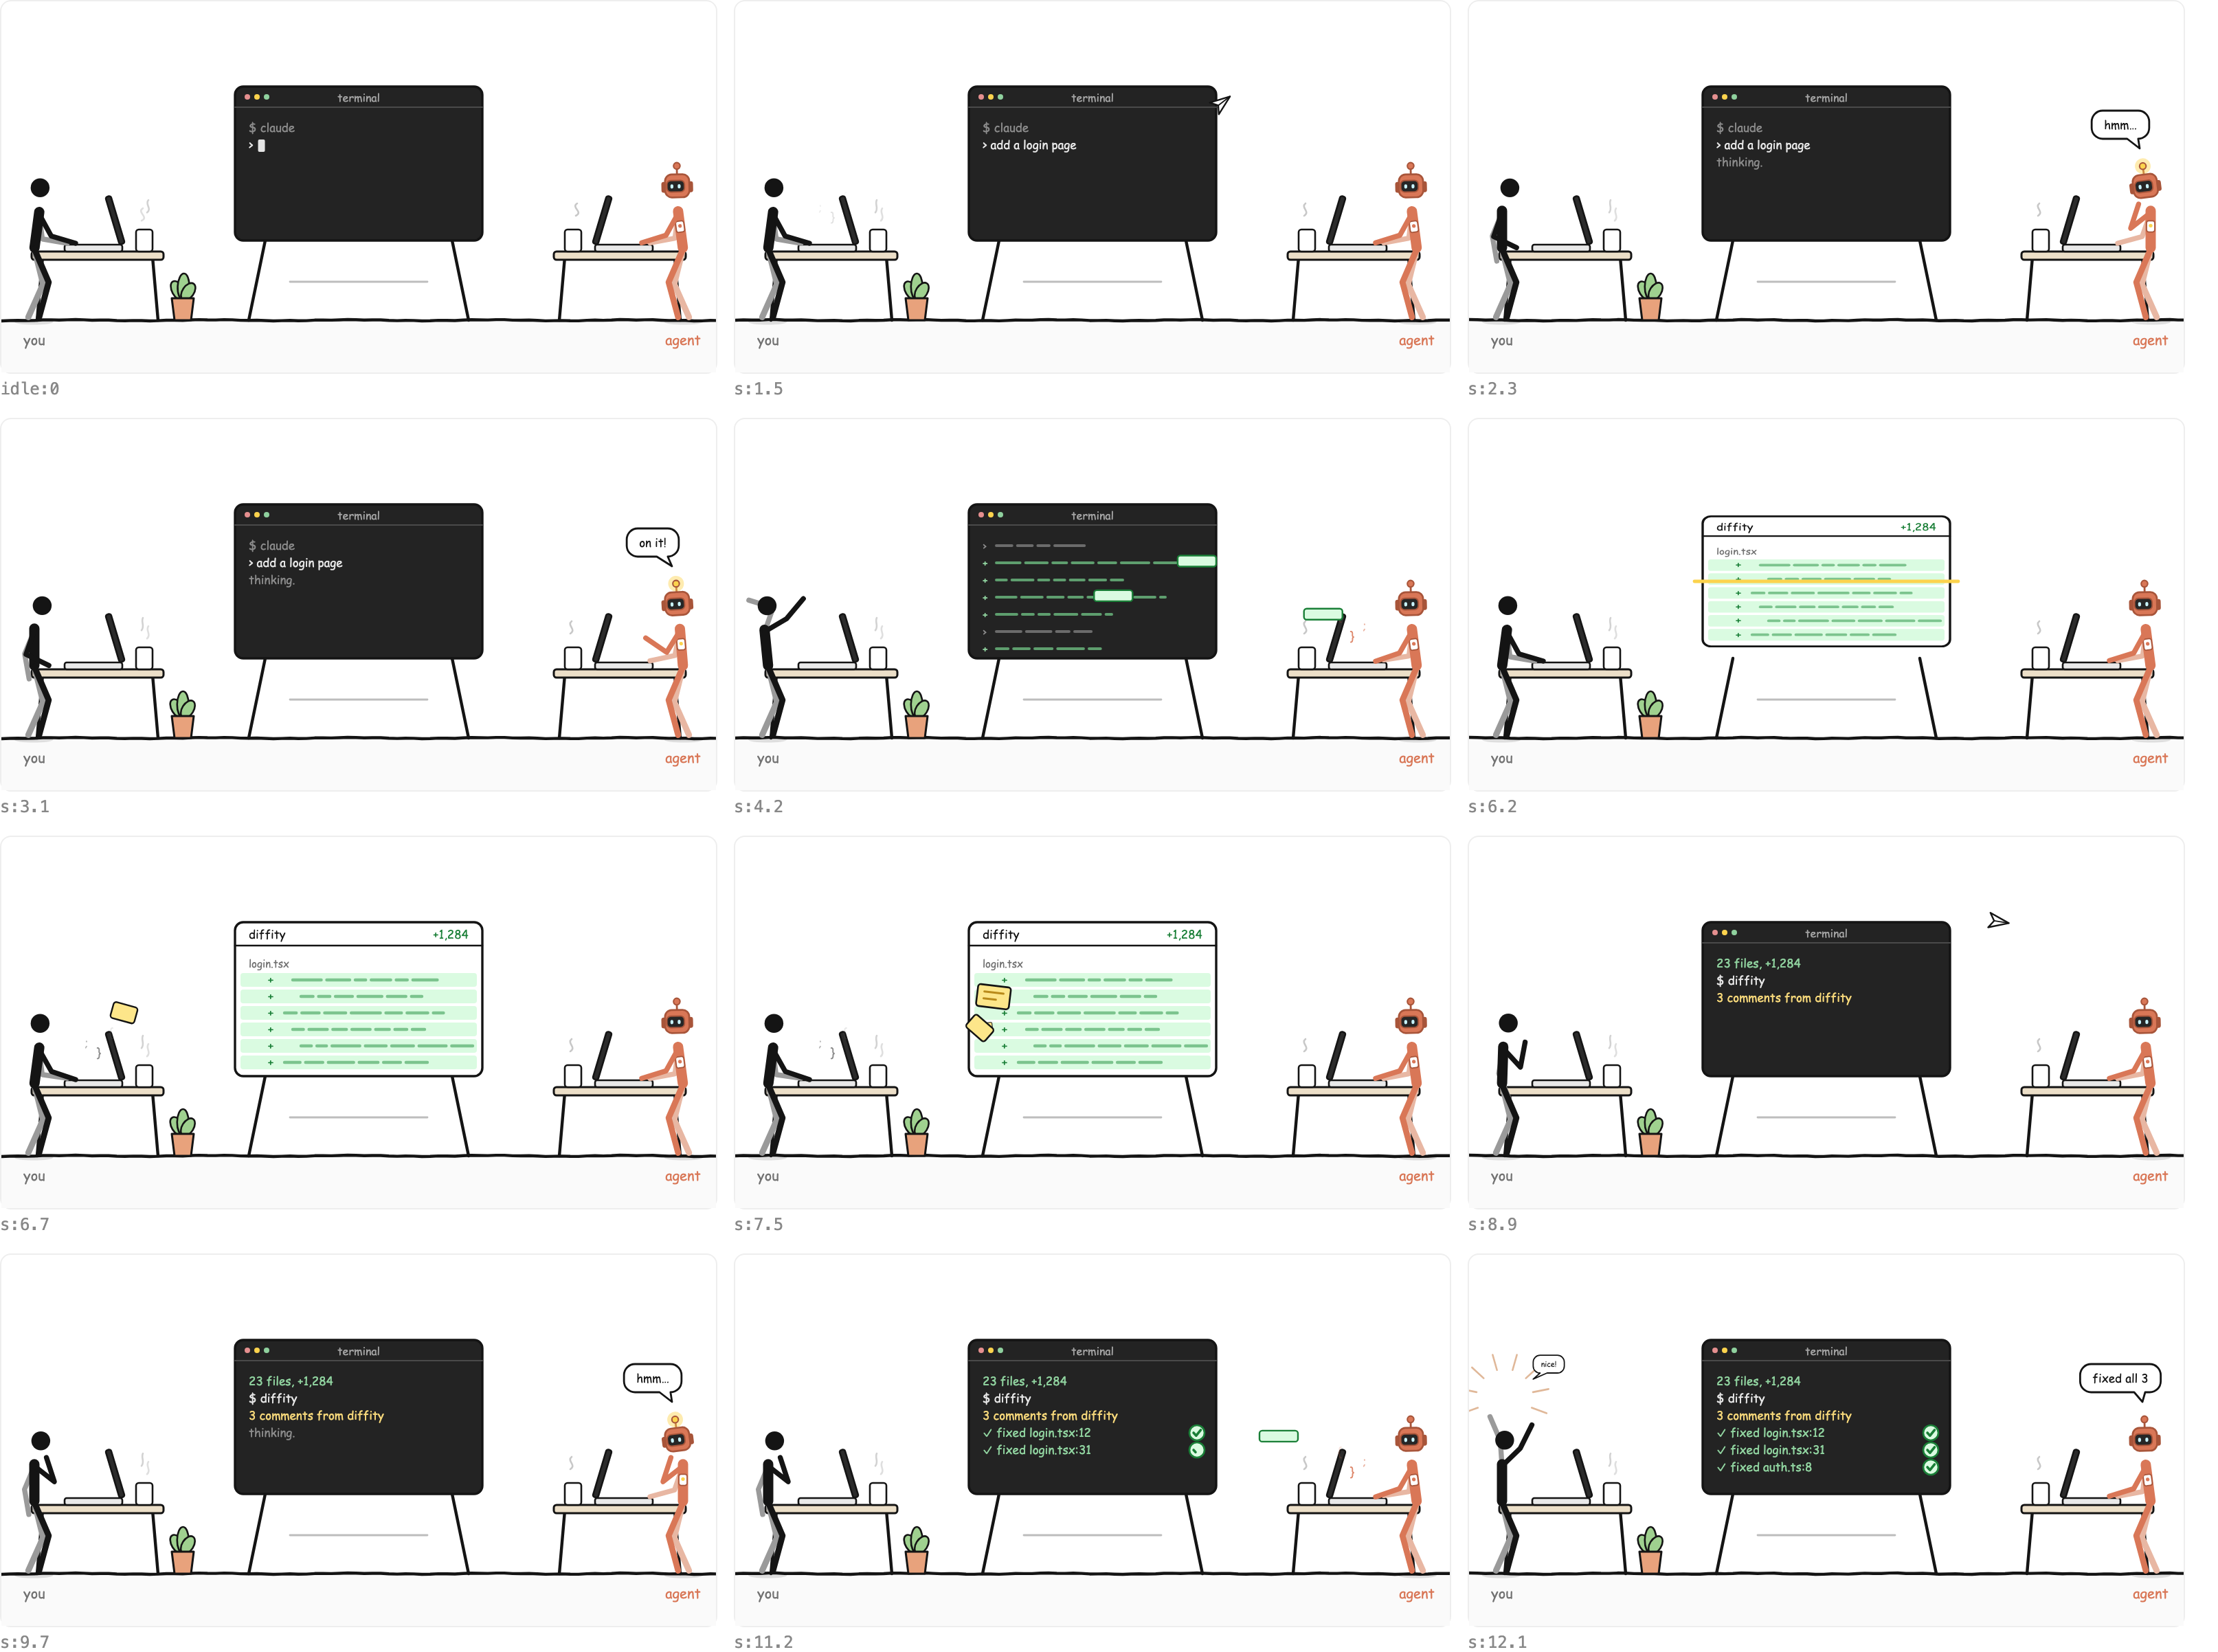 terminal
$ claude
>
you
agent
idle:0
terminal
$ claude
> add a login page
you
agent
s:1.5
terminal
$ claude
> add a login page
thinking.
hmm...
you
agent
s:2.3
terminal
$ claude
> add a login page
thinking.
on it!
you
agent
s:3.1
terminal
>
+
+
+
+
>
+
}
you
agent
s:4.2
diffity +1,284
login.tsx
+
+
+
+
+
+
you
agent
s:6.2
diffity +1,284
login.tsx
+
+
+
+
+
+
: }
you
agent
s:6.7
diffity +1,284
login.tsx
+
+
+
+
+
: }
you
agent
s:7.5
terminal
23 files, +1,284
$ diffity
3 comments from diffity
you
agent
s:8.9
terminal
23 files, +1,284
$ diffity
3 comments from diffity
thinking.
hmm...
you
agent
s:9.7
terminal
23 files, +1,284
$ diffity
3 comments from diffity
✓ fixed login.tsx:12
✓ fixed login.tsx:31
}
you
agent
s:11.2
nice!
terminal
23 files, +1,284
$ diffity
3 comments from diffity
✓ fixed login.tsx:12
✓ fixed login.tsx:31
✓ fixed auth.ts:8
fixed all 3
you
agent
s:12.1